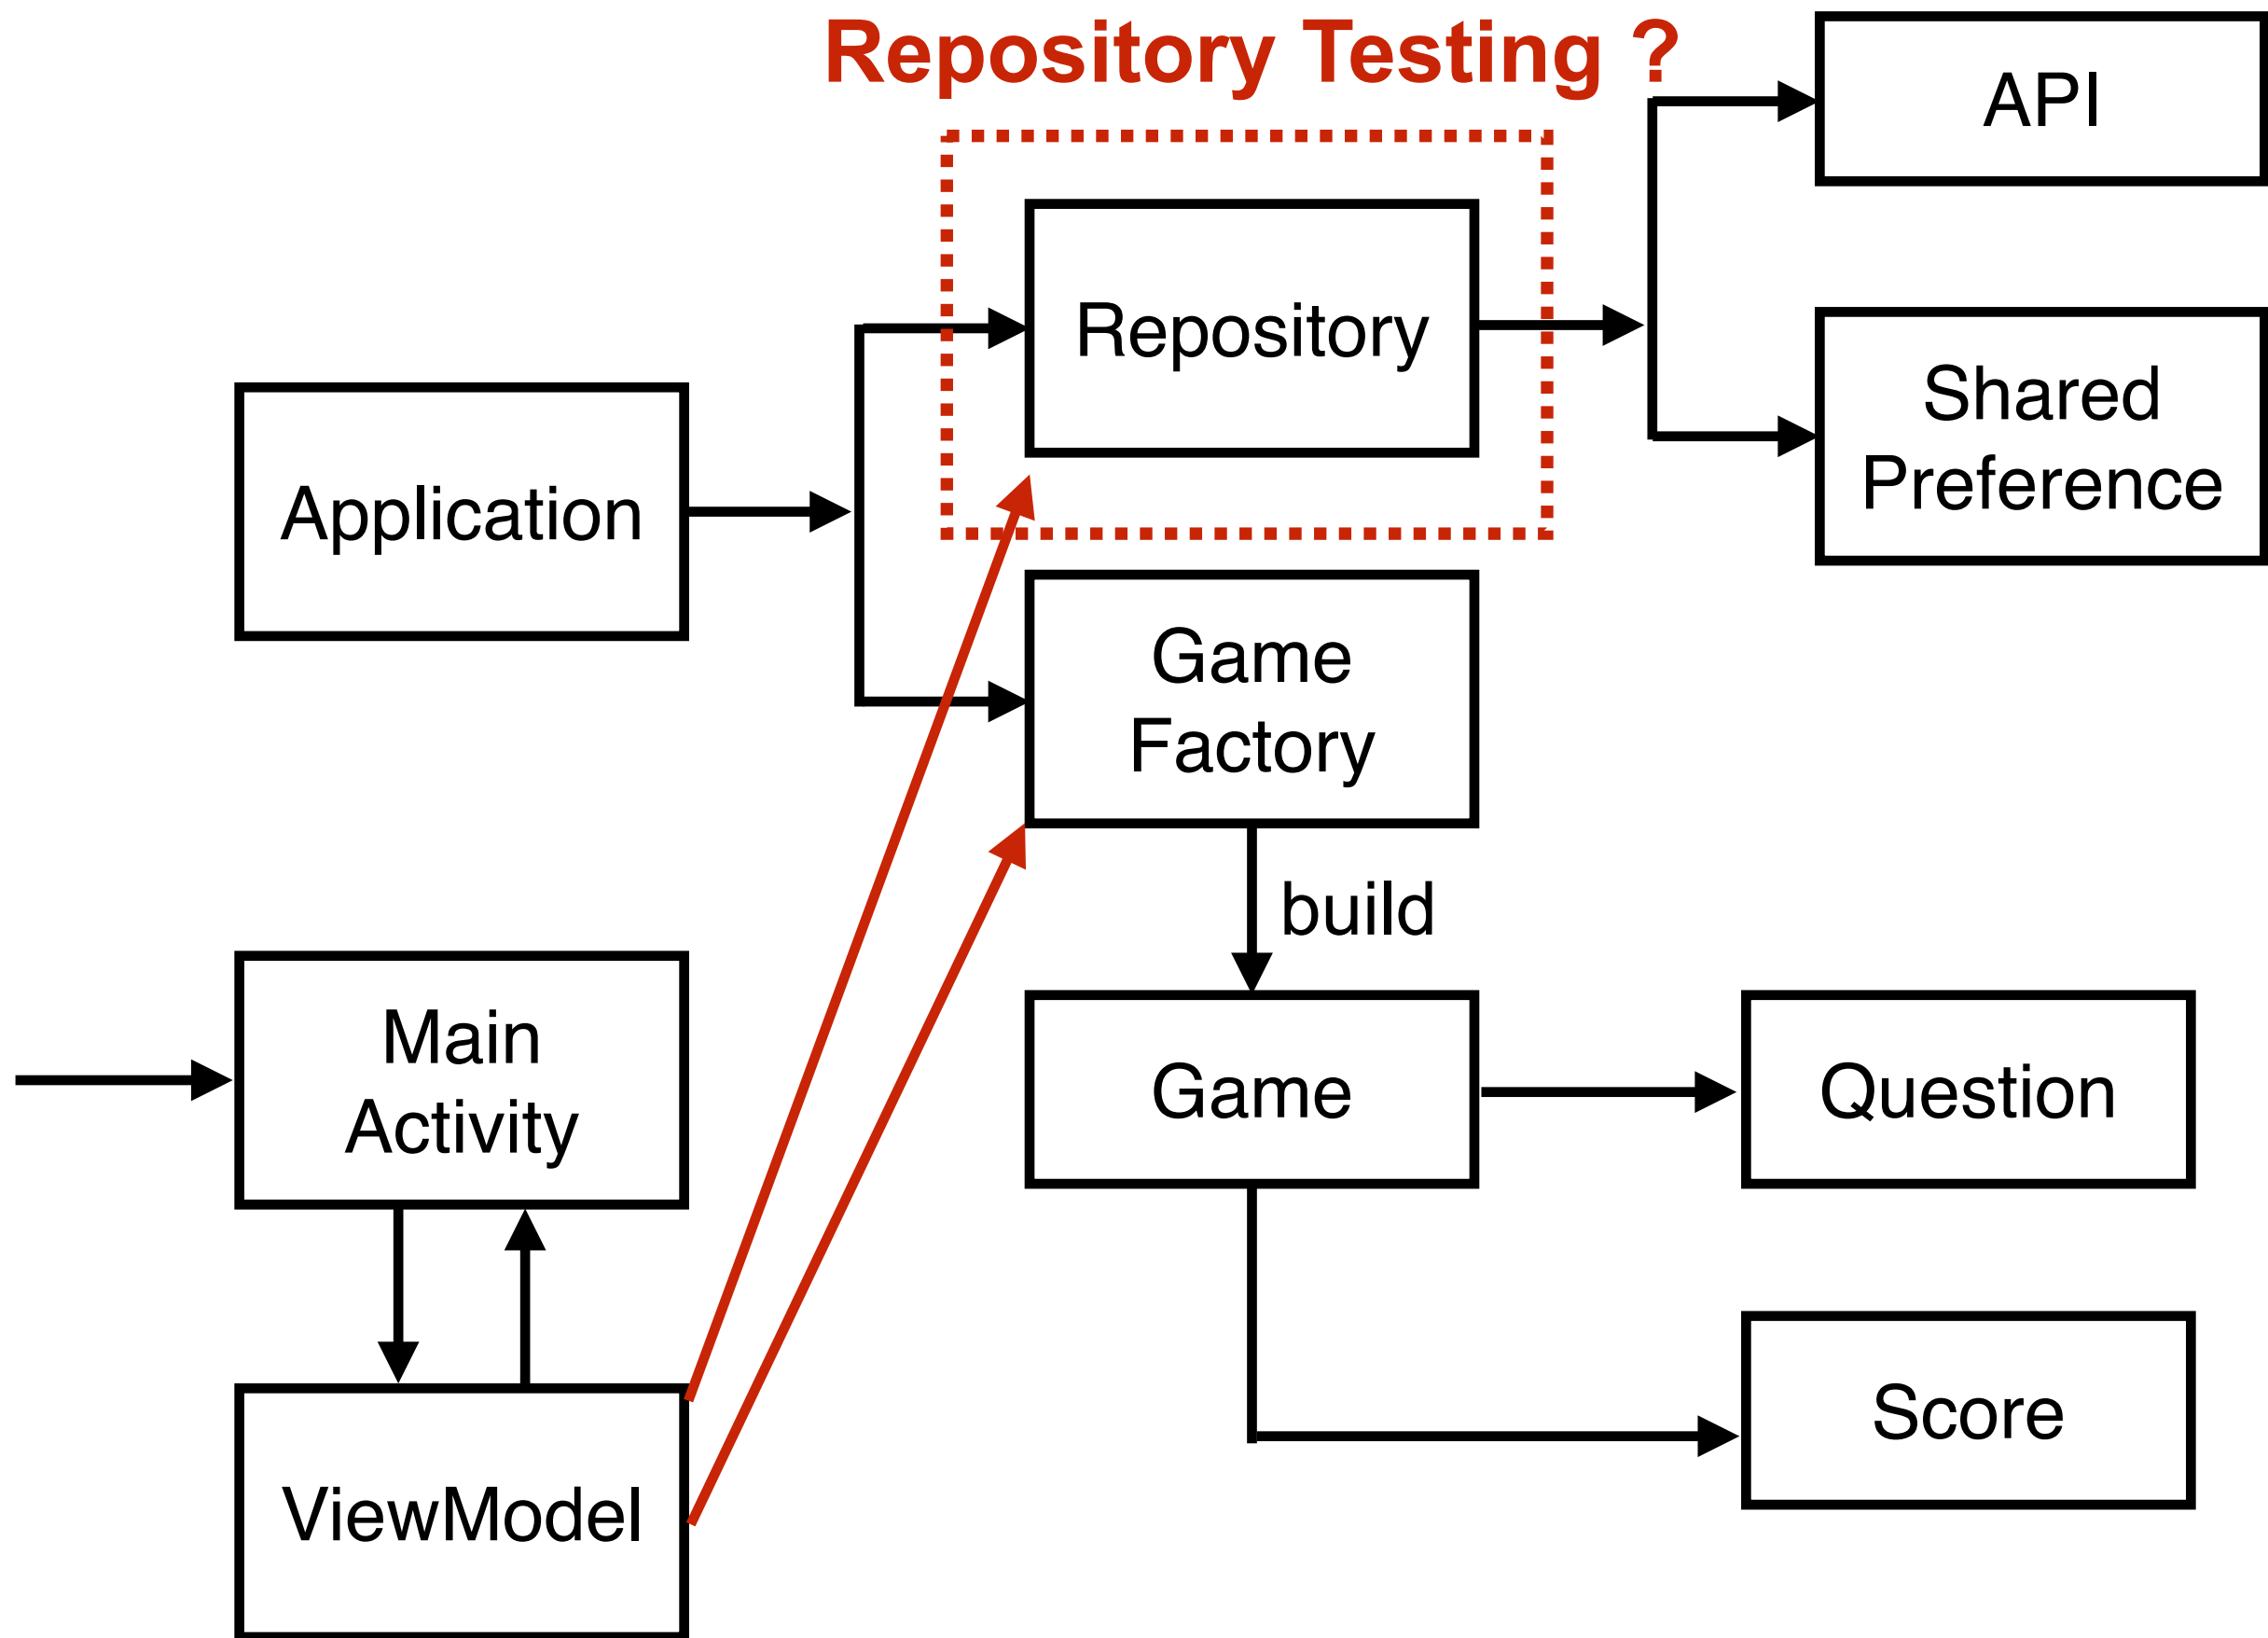 Repository Testing ?
API
Repository
Shared
Preference
Application
Game
Factory
build
Main
Activity
Game
Question
Score
ViewModel